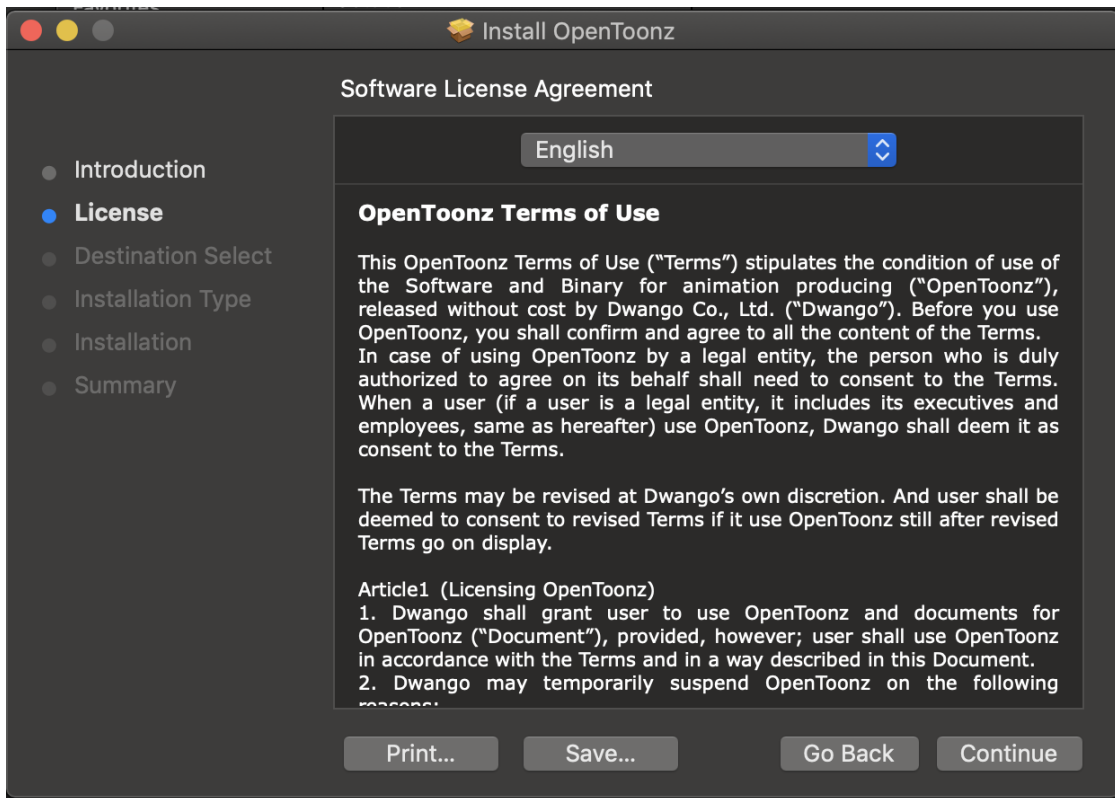 Install OpenToonz
Software License Agreement
Introduction
License
Destination Select
Installation Type
Installation
Summary
English
OpenToonz Terms of Use
This OpenToonz Terms of Use (“Terms”) stipulates the condition of use of
the Software and Binary for animation producing (“OpenToonz”),
released without cost by Dwango Co., Ltd. (“Dwango”). Before you use
OpenToonz, you shall confirm and agree to all the content of the Terms.
In case of using OpenToonz by a legal entity, the person who is duly
authorized to agree on its behalf shall need to consent to the Terms.
When a user (if a user is a legal entity, it includes its executives and
employees, same as hereafter) use OpenToonz, Dwango shall deem it as
consent to the Terms.
The Terms may be revised at Dwango’s own discretion. And user shall be
deemed to consent to revised Terms if it use OpenToonz still after revised
Terms go on display.
Article1 (Licensing OpenToonz)
1. Dwango shall grant user to use OpenToonz and documents for
OpenToonz (“Document”), provided, however; user shall use OpenToonz
in accordance with the Terms and in a way described in this Document.
2. Dwango may temporarily suspend OpenToonz on the following
reasons:
Print...
Save...
Go Back
Continue